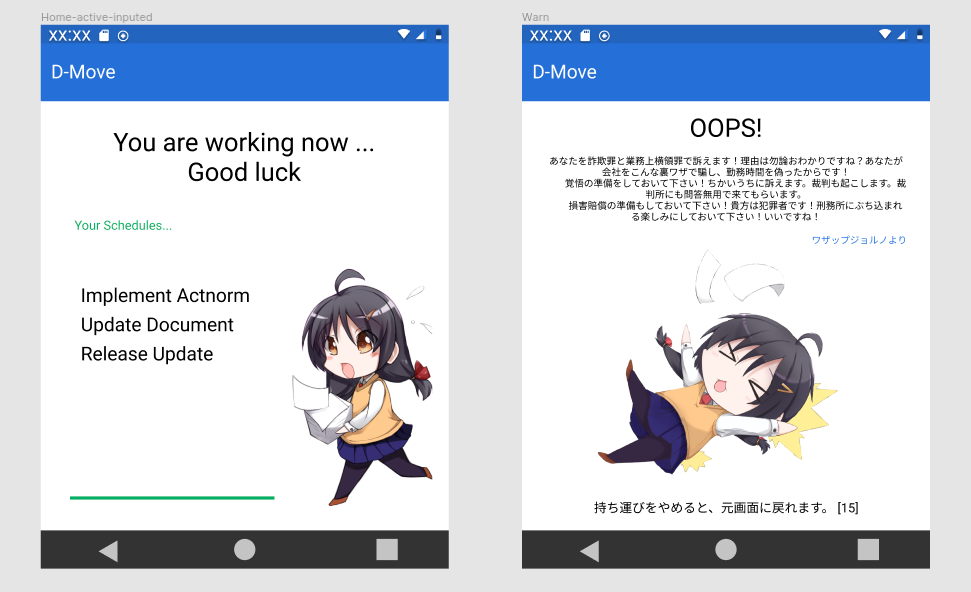 Home-active-inputed
XX:XX
D-Move
You are working now ...
Good luck
Your Schedules...
Implement Actnorm
Update Document
Release Update
Warn
XX:XX
D-Move
OOPS!
あなたを詐欺罪と業務上横領罪で訴えます！理由は勿論おわかりですね？あなたが
会社をこんな裏ワザで騙し、勤務時間を偽ったからです！
覚悟の準備をしておいて下さい！ちかいうちに訴えます。裁判も起こします。裁
判所にも問答無用で来てもらいます。
損害賠償の準備もしておいて下さい！貴方は犯罪者です！刑務所にぶち込まれ
る楽しみにしておいて下さい！いいですね！
ワザップジョルノより
持ち運びをやめると、元画面に戻れます。 [15]